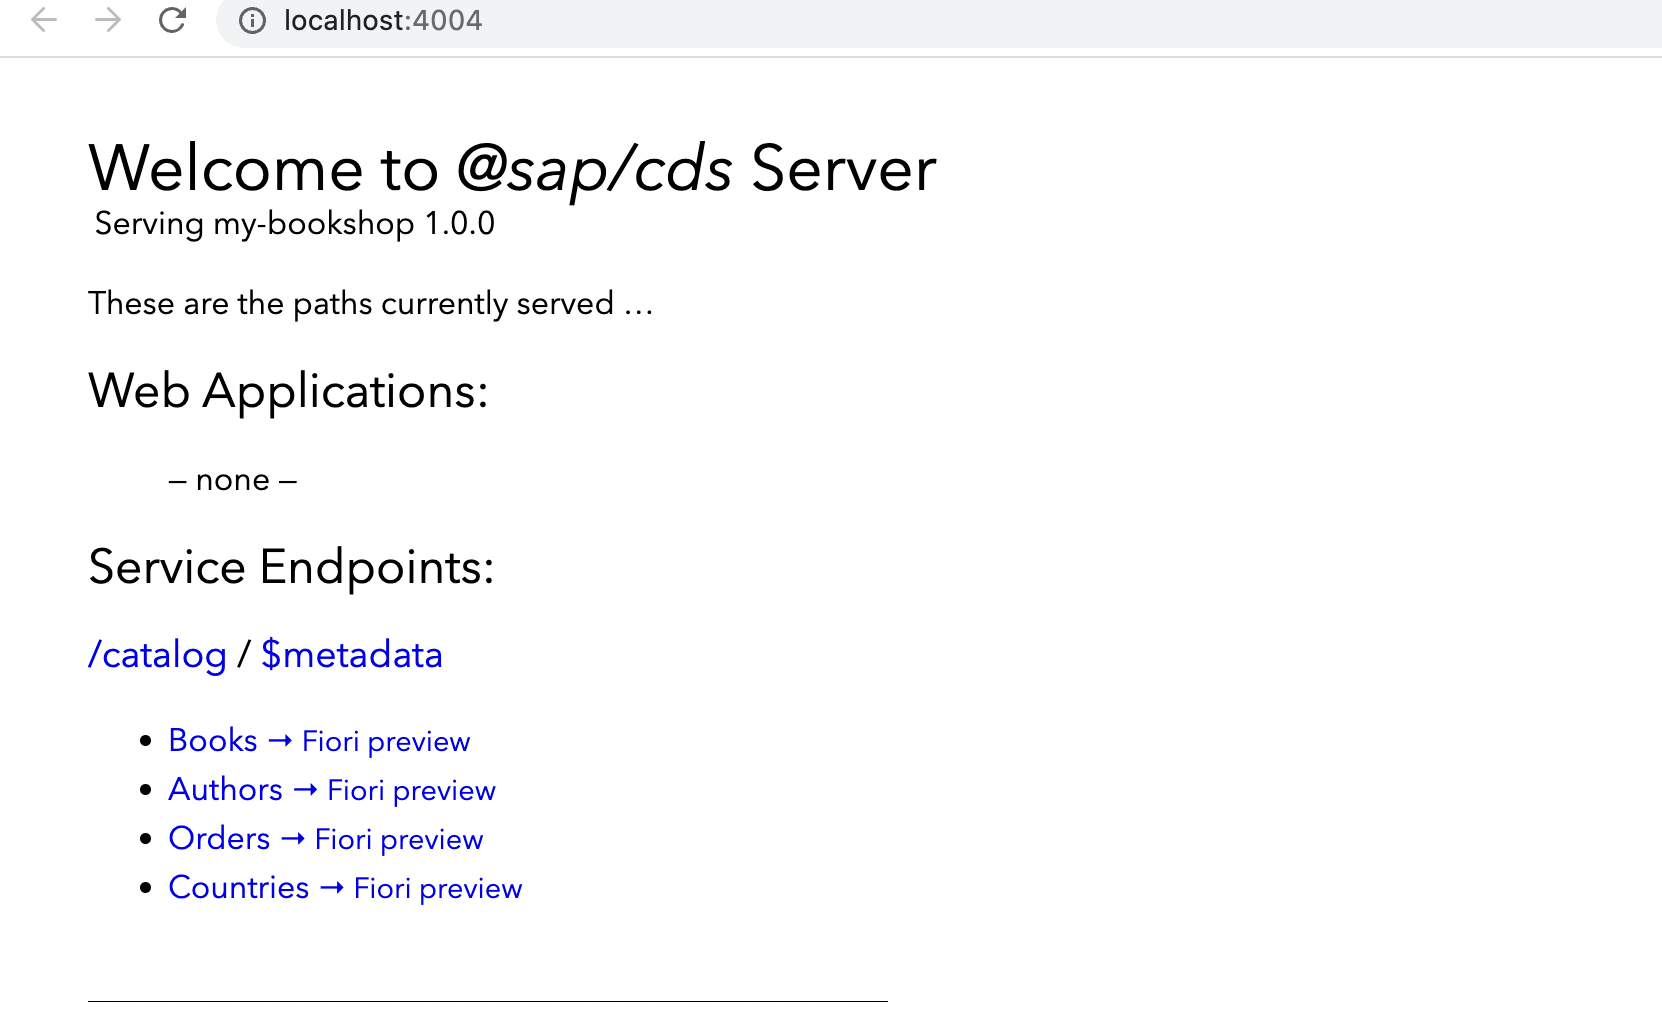 localhost:4004
Welcome to @sap/cds Server
Serving my-bookshop 1.0.0
These are the paths currently served …
Web Applications:
– none –
Service Endpoints:
/catalog / $metadata
Books → Fiori preview
Authors → Fiori preview
Orders → Fiori preview
Countries → Fiori preview